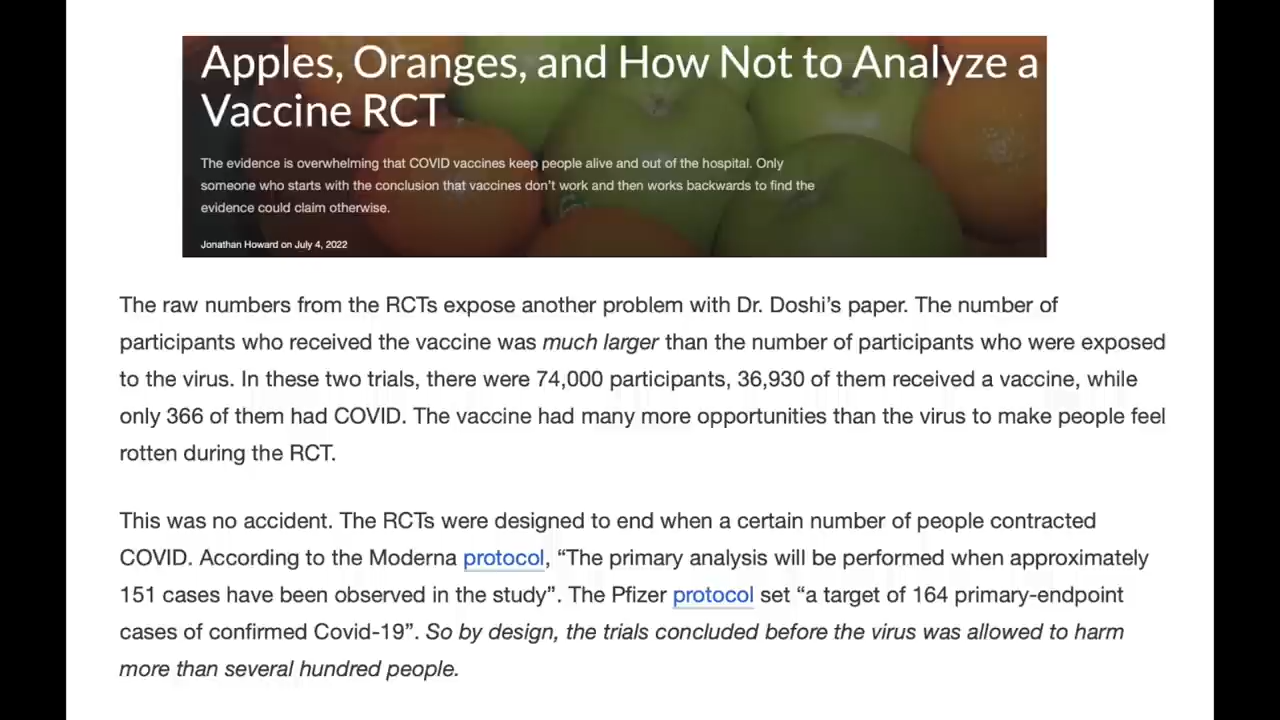 Apples, Oranges, and How Not to Analyze a
Vaccine RCT
The evidence is overwhelming that COVID vaccines keep people alive and out of the hospital. Only
someone who starts with the conclusion that vaccines don't work and then works backwards to find the
evidence could claim otherwise.
Jonathan Howard on July 4, 2022
The raw numbers from the RCTs expose another problem with Dr. Doshi's paper. The number of
participants who received the vaccine was much larger than the number of participants who were exposed
to the virus. In these two trials, there were 74,000 participants, 36,930 of them received a vaccine, while
only 366 of them had COVID. The vaccine had many more opportunities than the virus to make people feel
rotten during the RCT.
This was no accident. The RCTs were designed to end when a certain number of people contracted
COVID. According to the Moderna protocol, “The primary analysis will be performed when approximately
151 cases have been observed in the study”. The Pfizer protocol set “a target of 164 primary-endpoint
cases of confirmed Covid-19”. So by design, the trials concluded before the virus was allowed to harm
more than several hundred people.